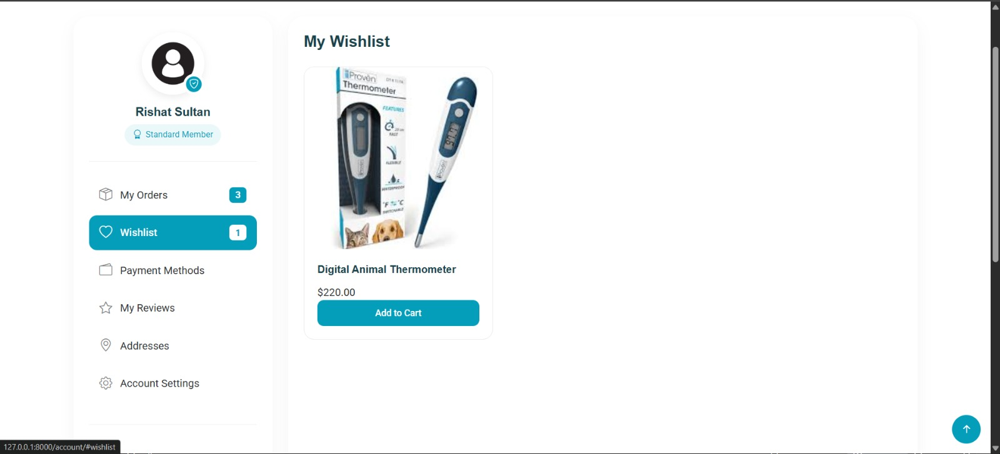 Rishat Sultan
Standard Member
My Orders 3
Wishlist 1
Payment Methods
My Reviews
Addresses
Account Settings
My Wishlist
iProvēn
Thermometer
FEATURES
FAST
FLEXIBLE
WATERPROOF
°F °C
SWITCHABLE
Digital Animal Thermometer
$220.00
Add to Cart
127.0.0.1:8000/account/#wishlist